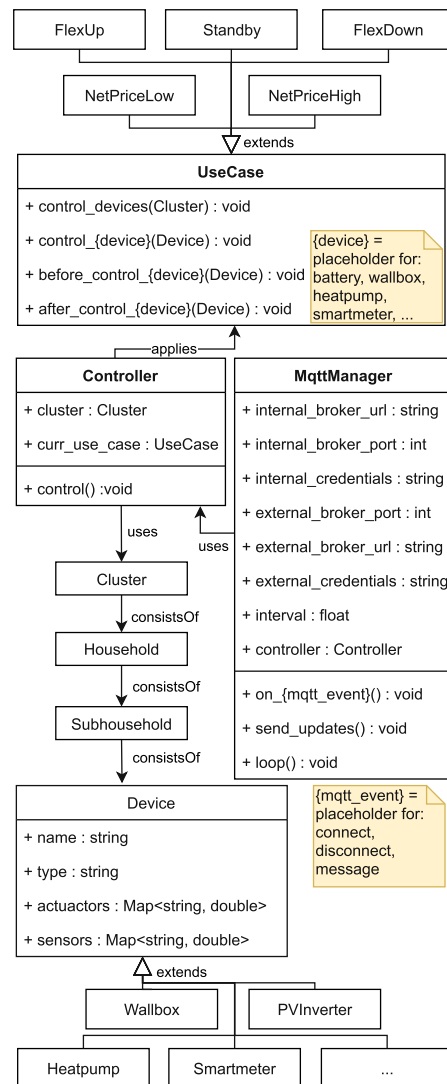 FlexUp
Standby
FlexDown
NetPriceLow
NetPriceHigh
extends
UseCase
+ control_devices(Cluster) : void
+ control_{device}(Device) : void
+ before_control_{device}(Device) : void
+ after_control_{device}(Device) : void
{device} =
placeholder for:
battery, wallbox,
heatpump,
smartmeter, ...
applies
Controller
+ cluster : Cluster
+ curr_use_case : UseCase
+ control() :void
MqttManager
+ internal_broker_url : string
+ internal_broker_port : int
+ internal_credentials : string
+ external_broker_port : int
+ external_broker_url : string
+ external_credentials : string
+ interval : float
+ controller : Controller
+ on_{mqtt_event}() : void
+ send_updates() : void
+ loop() : void
uses
uses
Cluster
consistsOf
Household
consistsOf
Subhousehold
consistsOf
Device
+ name : string
+ type : string
+ actuactors : Map<string, double>
+ sensors : Map<string, double>
{mqtt_event} =
placeholder for:
connect,
disconnect,
message
extends
Wallbox
PVInverter
Heatpump
Smartmeter
...